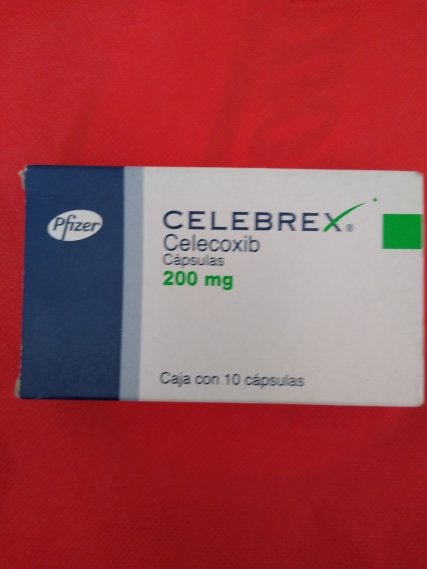 Pfizer
CELEBREX®
Celecoxib
Cápsulas
200 mg
Caja con 10 cápsulas